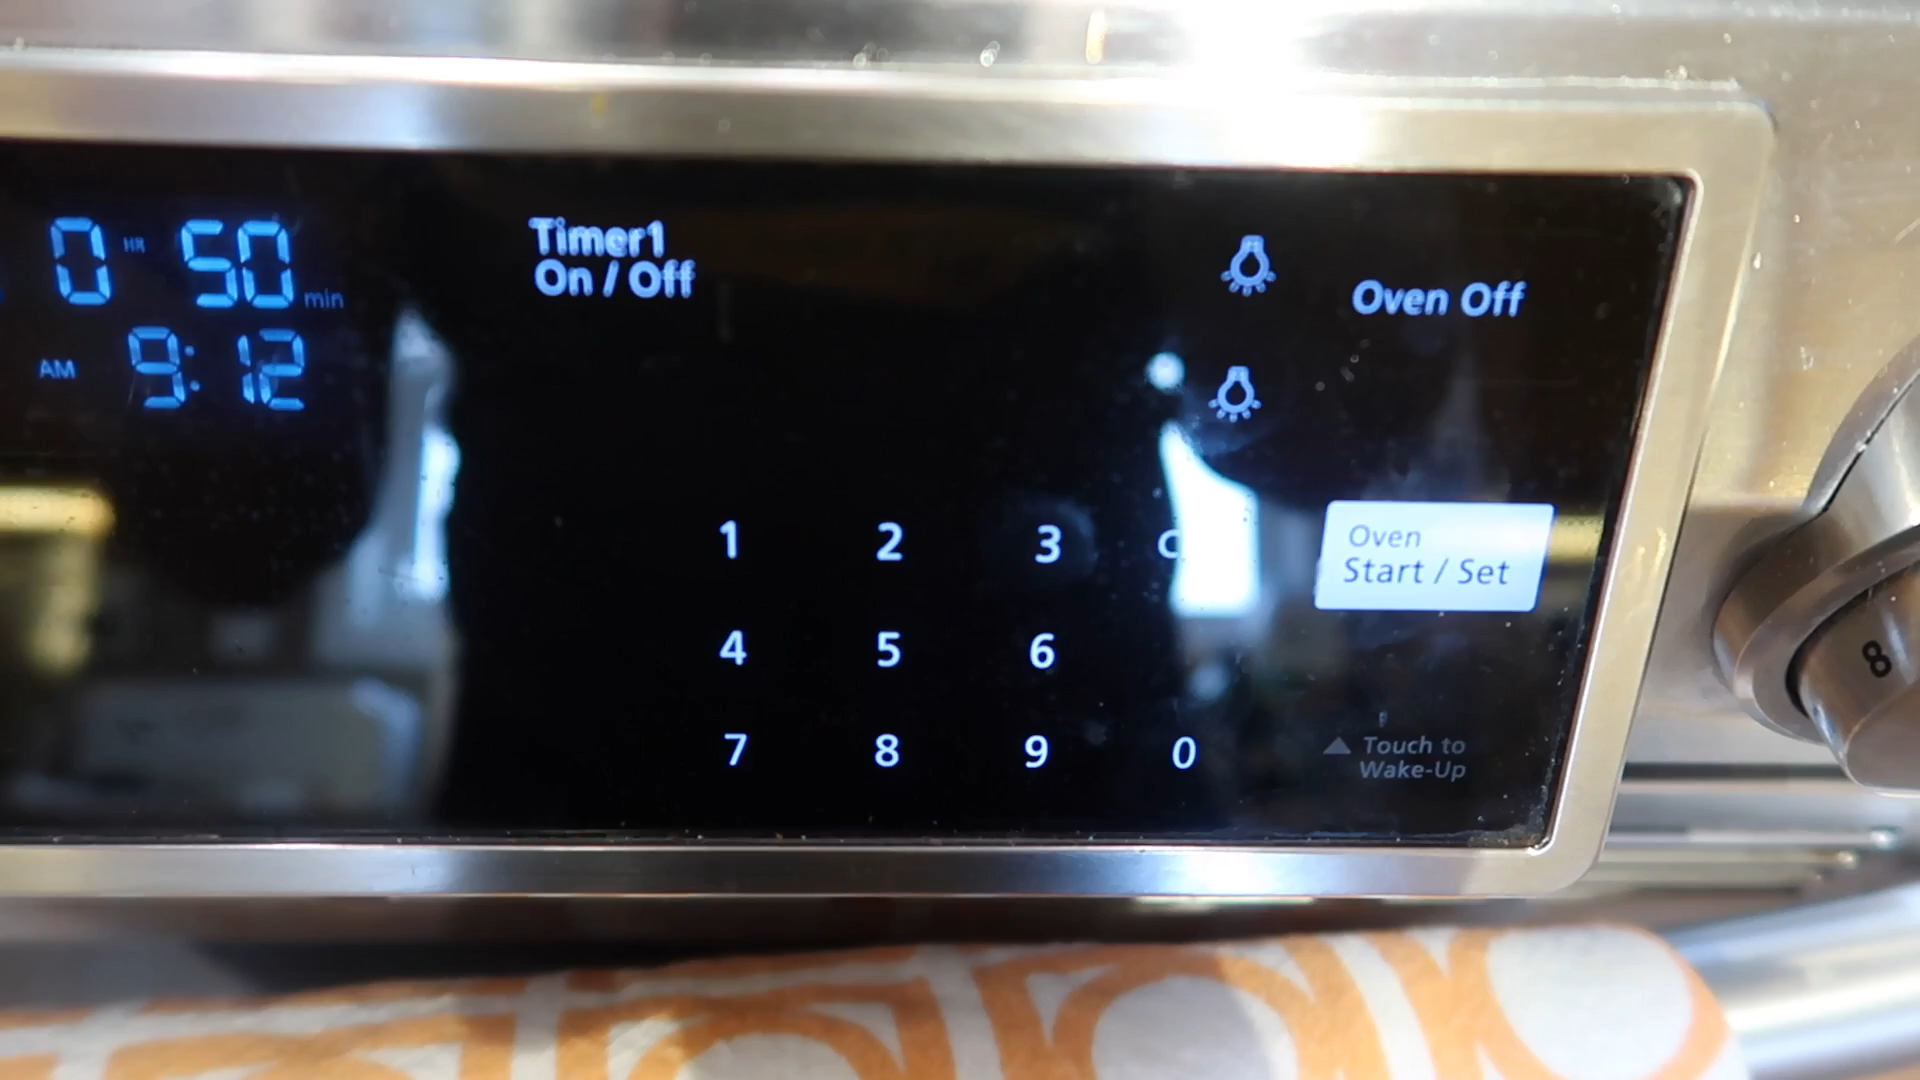 0 HR 50 min
AM 9:12
Timer1
On / Off
Oven Off
1 2 3
Oven
Start / Set
4 5 6
7 8 9 0
Touch to
Wake-Up
8